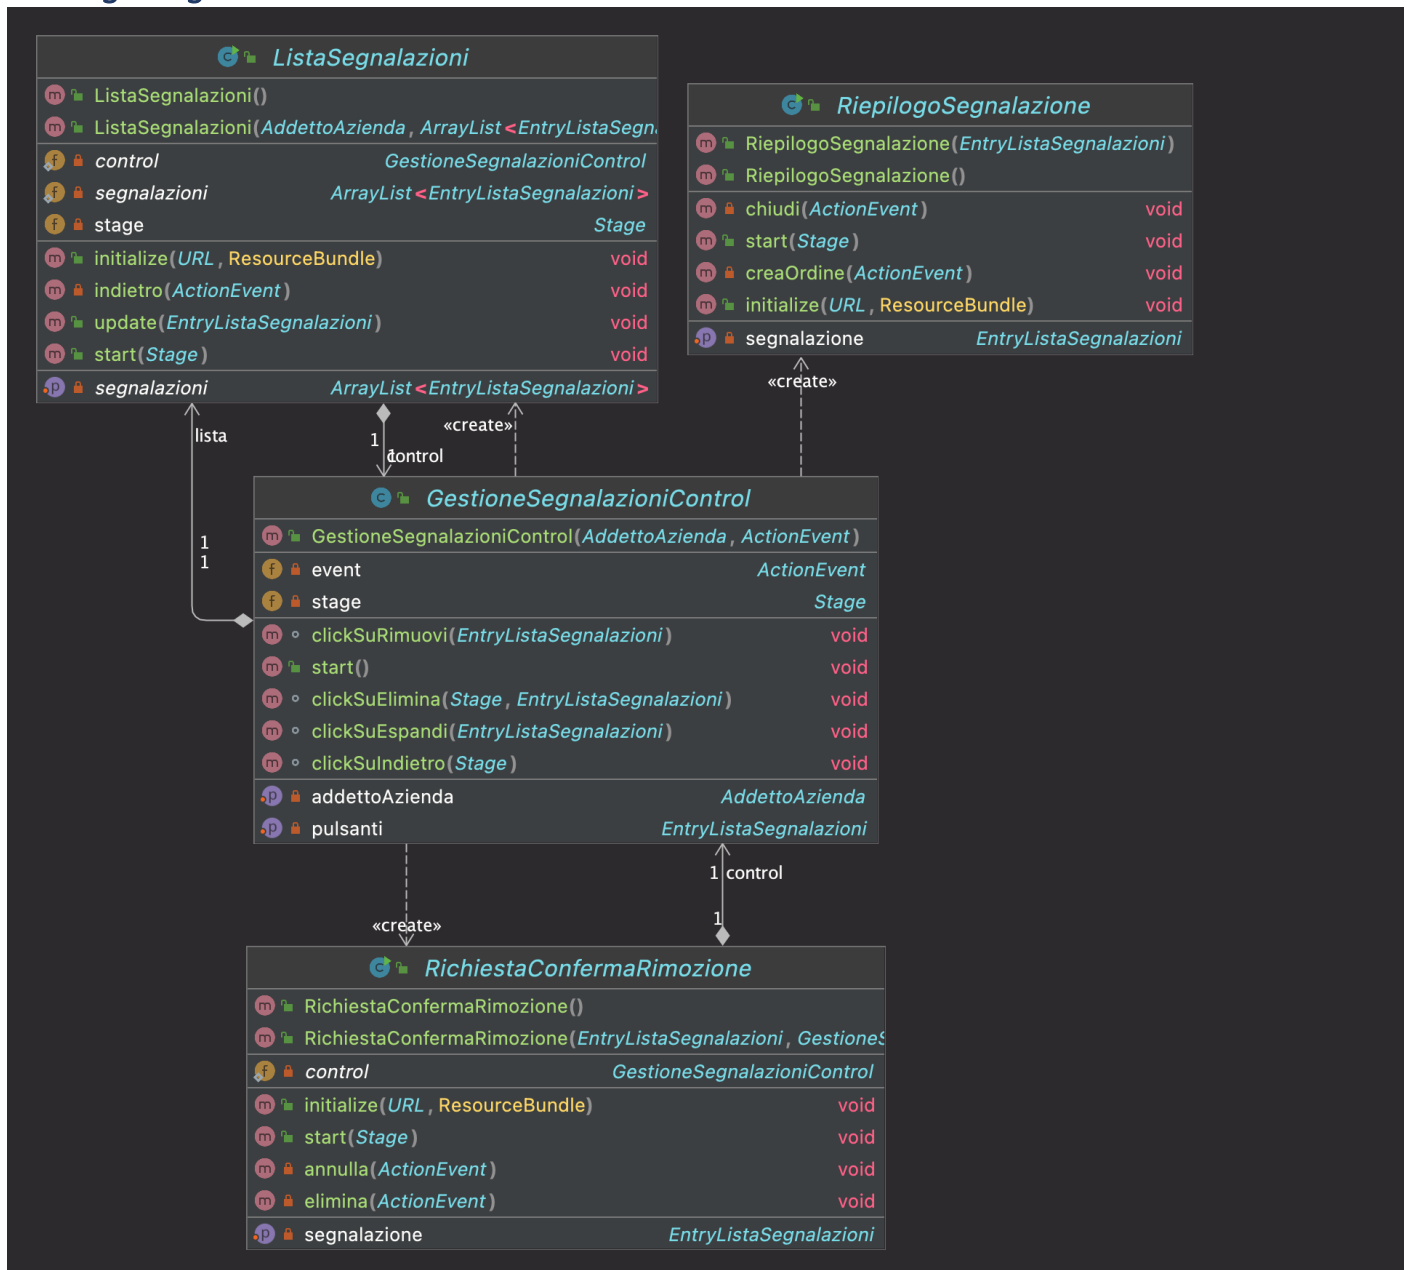 ListaSegnalazioni
ListaSegnalazioni()
ListaSegnalazioni(AddettoAzienda, ArrayList<EntryListaSegn
control GestioneSegnalazioniControl
segnalazioni ArrayList<EntryListaSegnalazioni>
stage Stage
initialize(URL, ResourceBundle) void
indietro(ActionEvent) void
update(EntryListaSegnalazioni) void
start(Stage) void
segnalazioni ArrayList<EntryListaSegnalazioni>
RiepilogoSegnalazione
RiepilogoSegnalazione(EntryListaSegnalazioni)
RiepilogoSegnalazione()
chiudi(ActionEvent) void
start(Stage) void
creaOrdine(ActionEvent) void
initialize(URL, ResourceBundle) void
segnalazione EntryListaSegnalazioni
«create»
lista
«create»
1
1
control
1
1
GestioneSegnalazioniControl
GestioneSegnalazioniControl(AddettoAzienda, ActionEvent)
event ActionEvent
stage Stage
clickSuRimuovi(EntryListaSegnalazioni) void
start() void
clickSuElimina(Stage, EntryListaSegnalazioni) void
clickSuEspandi(EntryListaSegnalazioni) void
clickSuIndietro(Stage) void
addettoAzienda AddettoAzienda
pulsanti EntryListaSegnalazioni
1 control
1
«create»
RichiestaConfermaRimozione
RichiestaConfermaRimozione()
RichiestaConfermaRimozione(EntryListaSegnalazioni, GestioneS
control GestioneSegnalazioniControl
initialize(URL, ResourceBundle) void
start(Stage) void
annulla(ActionEvent) void
elimina(ActionEvent) void
segnalazione EntryListaSegnalazioni